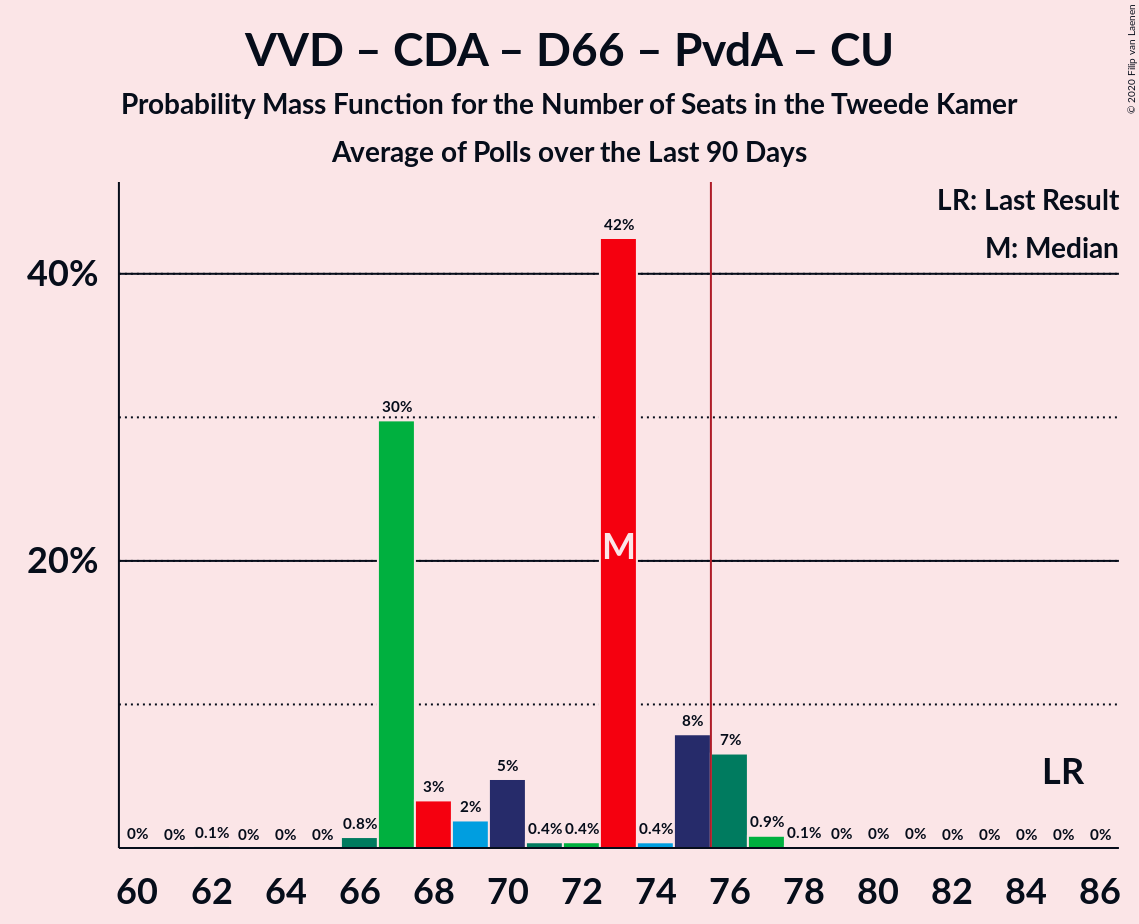 VVD – CDA – D66 – PvdA – CU
Probability Mass Function for the Number of Seats in the Tweede Kamer
Average of Polls over the Last 90 Days
© 2020 Filip van Laenen
LR: Last Result
M: Median
42%
40%
30%
M
20%
8%
7%
5%
LR
3%
2%
0% 0% 0.1% 0% 0% 0% 0.8% 0.4% 0.4% 0.4% 0.9% 0.1% 0% 0% 0% 0% 0% 0% 0% 0%
60 62 64 66 68 70 72 74 76 78 80 82 84 86